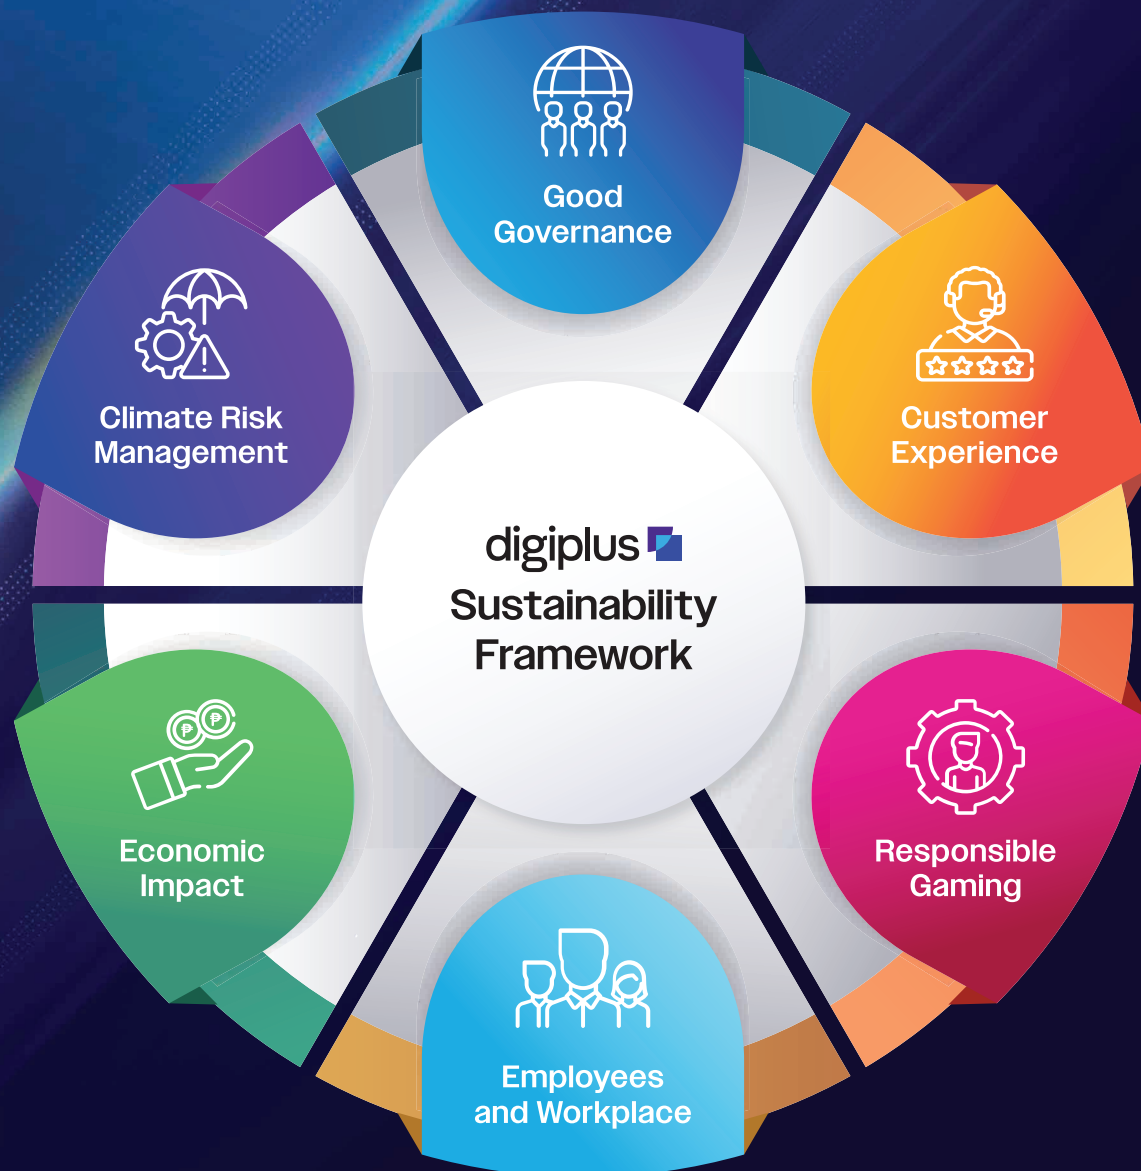 Good
Governance
Customer
Experience
Responsible
Gaming
Employees
and Workplace
Economic
Impact
Climate Risk
Management
digiplus
Sustainability
Framework